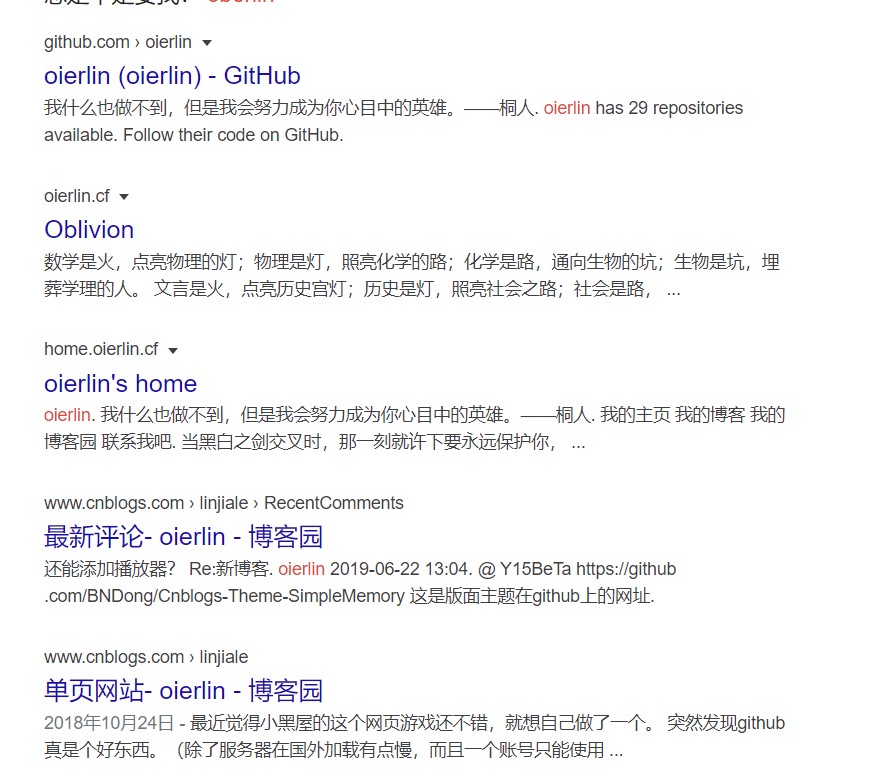 oberlin
github.com › oierlin
oierlin (oierlin) - GitHub
我什么也做不到，但是我会努力成为你心目中的英雄。——桐人. oierlin has 29 repositories
available. Follow their code on GitHub.
oierlin.cf
Oblivion
数学是火，点亮物理的灯；物理是灯，照亮化学的路；化学是路，通向生物的坑；生物是坑，埋
葬学理的人。 文言是火，点亮历史宫灯；历史是灯，照亮社会之路；社会是路， ...
home.oierlin.cf
oierlin's home
oierlin. 我什么也做不到，但是我会努力成为你心目中的英雄。——桐人. 我的主页 我的博客 我的
博客园 联系我吧. 当黑白之剑交叉时，那一刻就许下要永远保护你， ...
www.cnblogs.com › linjiale › RecentComments
最新评论- oierlin - 博客园
还能添加播放器？ Re:新博客. oierlin 2019-06-22 13:04. @ Y15BeTa https://github
.com/BNDong/Cnblogs-Theme-SimpleMemory 这是版面主题在github上的网址.
www.cnblogs.com › linjiale
单页网站- oierlin - 博客园
2018年10月24日 - 最近觉得小黑屋的这个网页游戏还不错，就想自己做了一个。 突然发现github
真是个好东西。（除了服务器在国外加载有点慢，而且一个账号只能使用 ...